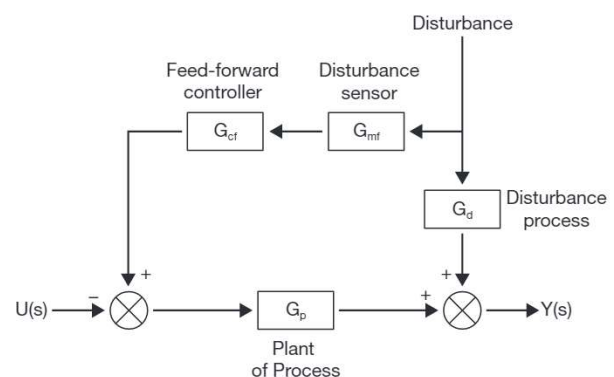 Disturbance
Feed-forward
controller
Disturbance
sensor
G_cf
G_mf
G_d
Disturbance
process
+
+
U(s)
−
G_p
+
Y(s)
Plant
of Process